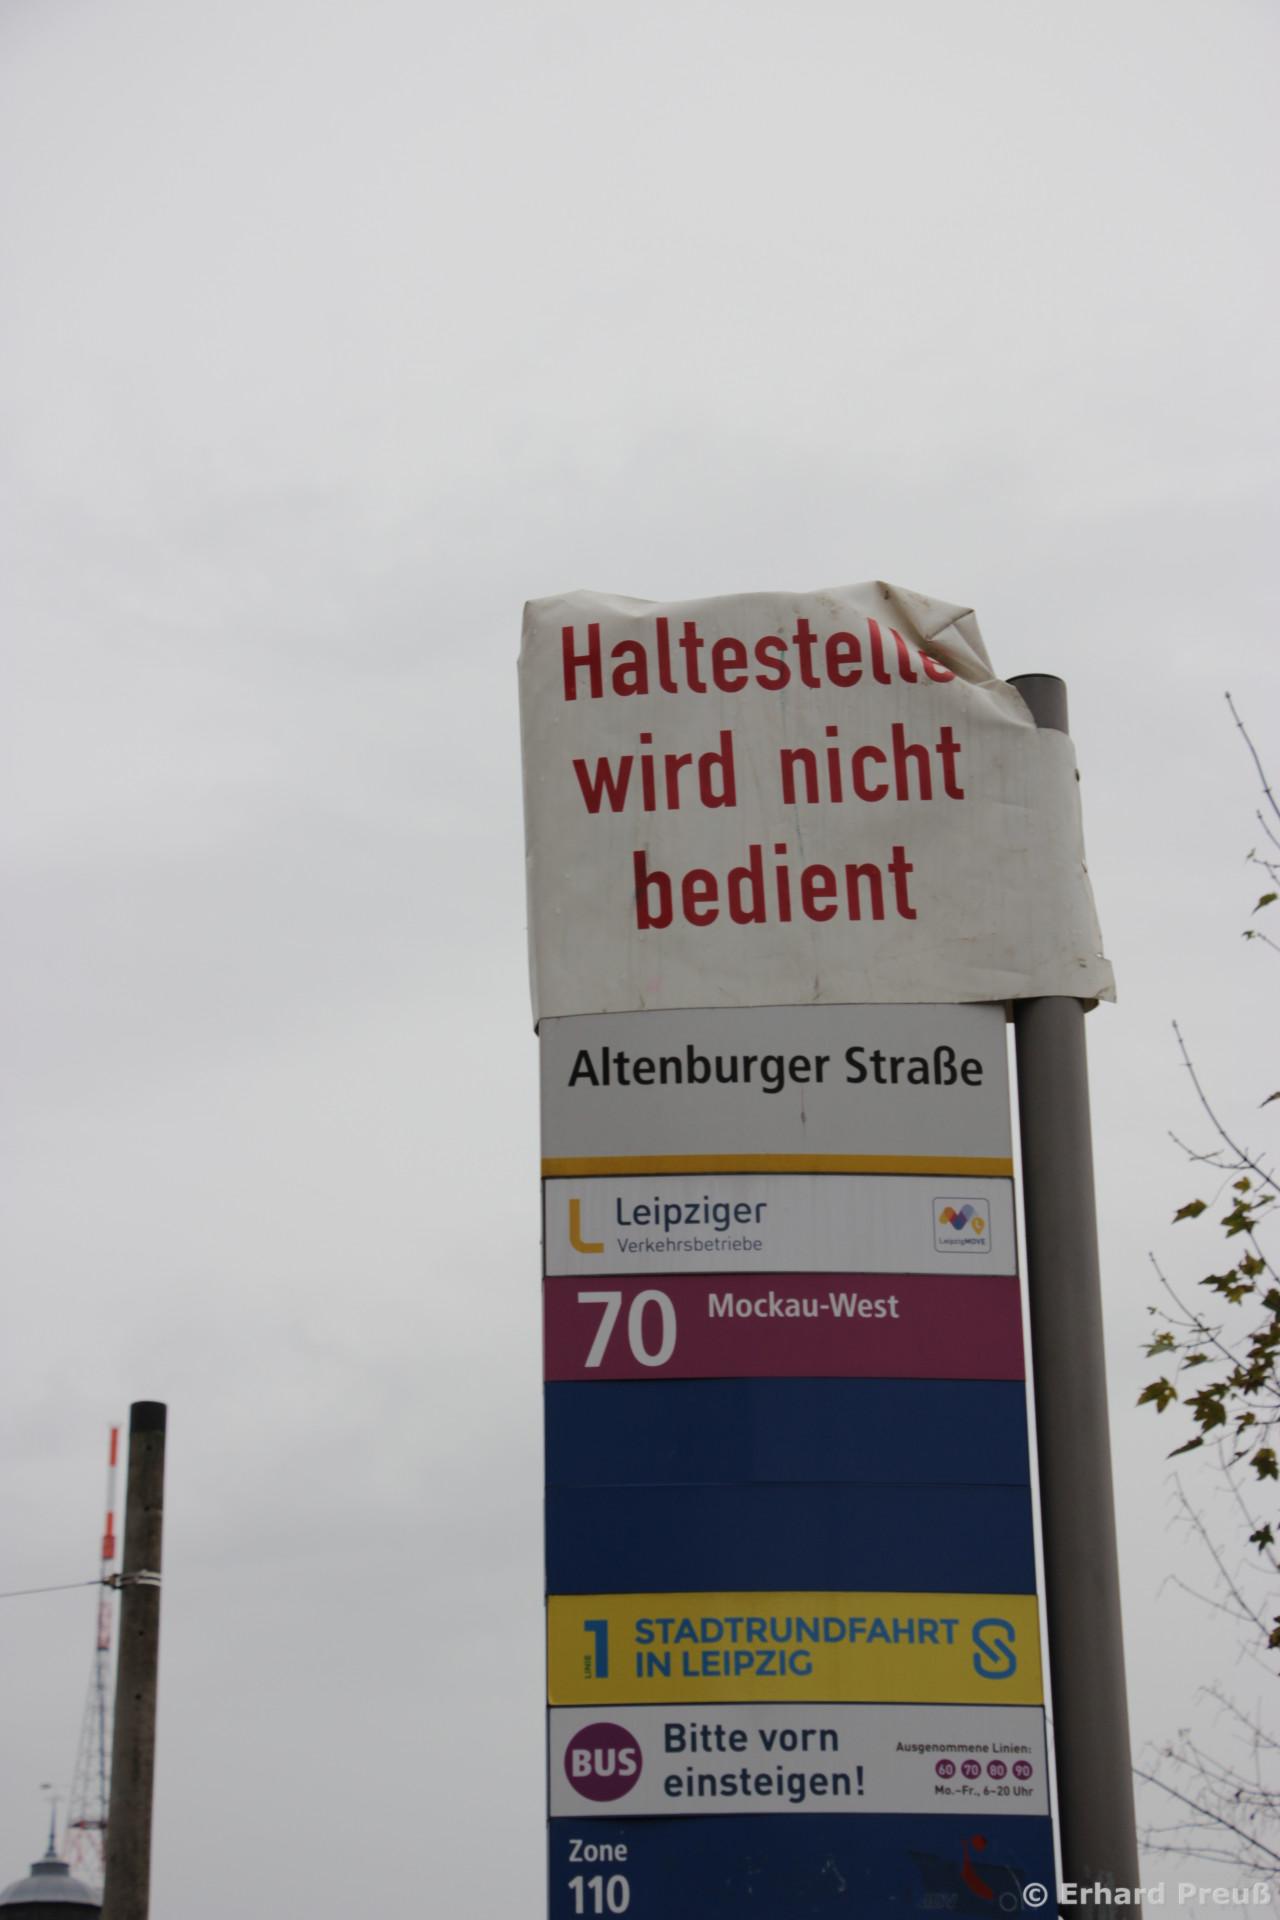 Haltestelle
wird nicht
bedient
Altenburger Straße
Leipziger
Verkehrsbetriebe
LeipzigMOVE
70 Mockau-West
LINIE 1 STADTRUNDFAHRT
IN LEIPZIG
BUS Bitte vorn
einsteigen!
Ausgenommene Linien:
60 70 80 90
Mo.–Fr., 6–20 Uhr
Zone
110
© Erhard Preuß